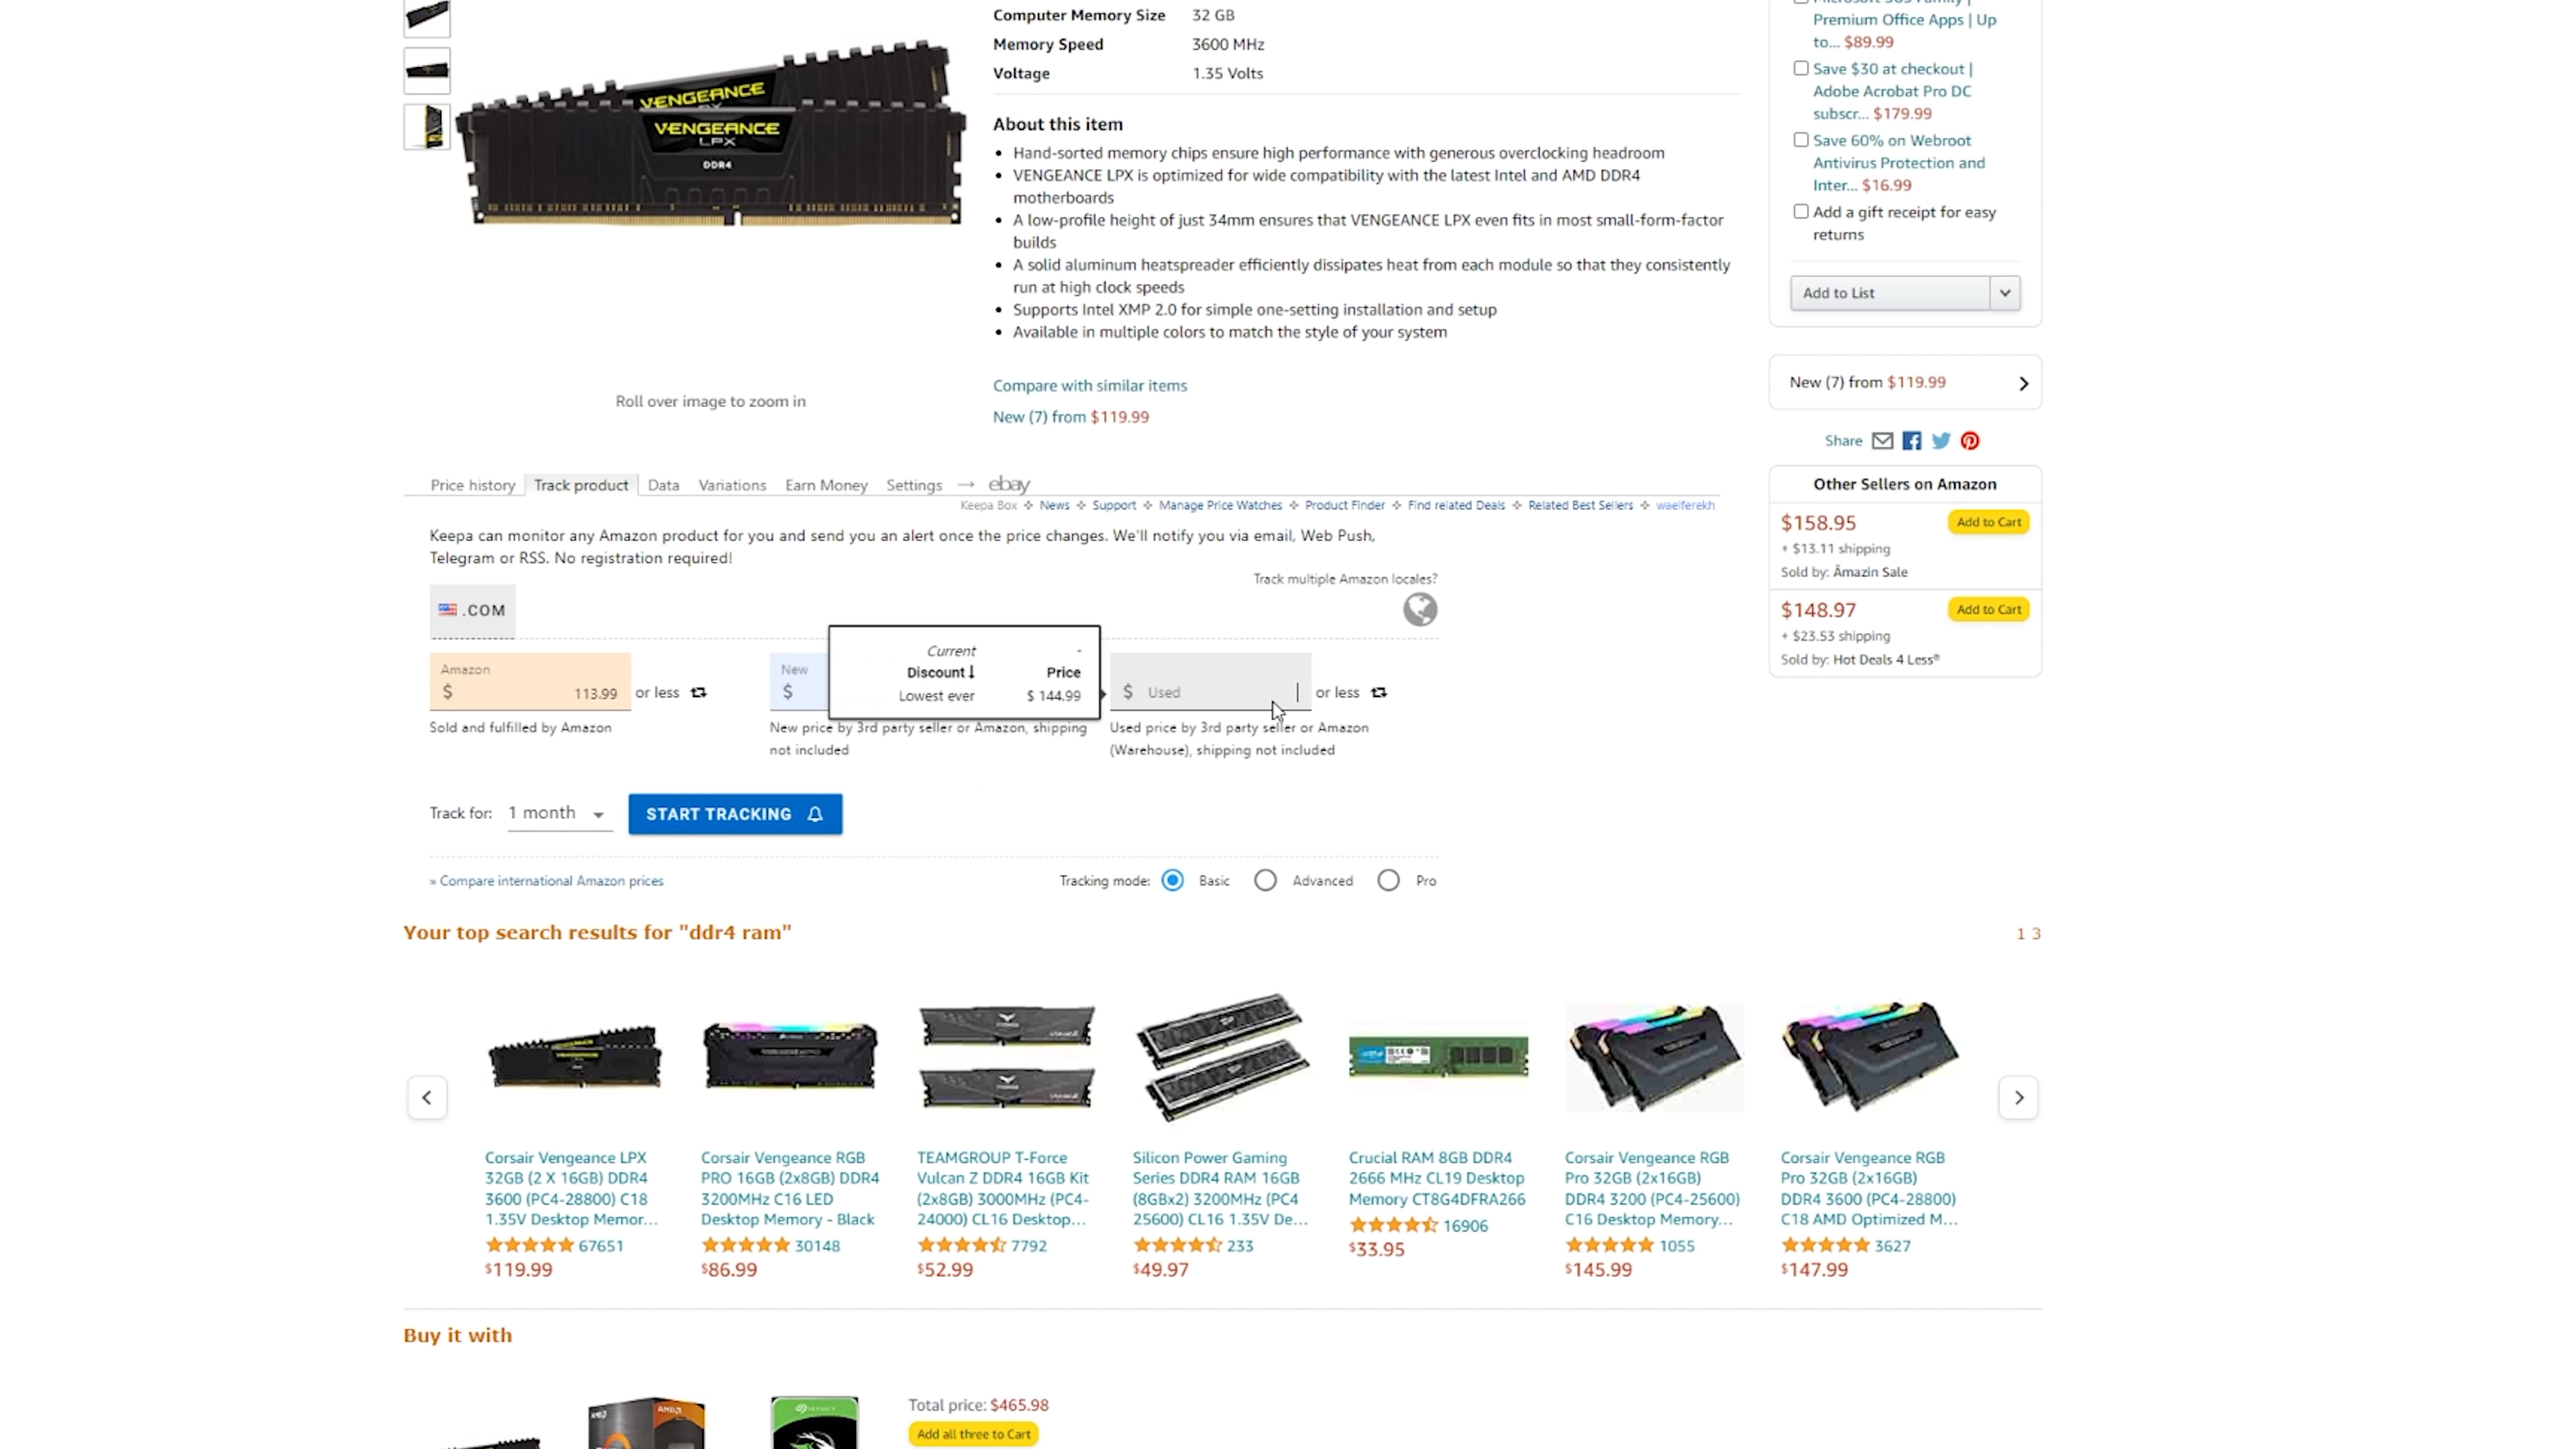 Computer Memory Size 32 GB
Memory Speed 3600 MHz
Voltage 1.35 Volts
About this item
Hand-sorted memory chips ensure high performance with generous overclocking headroom
VENGEANCE LPX is optimized for wide compatibility with the latest Intel and AMD DDR4
motherboards
A low-profile height of just 34mm ensures that VENGEANCE LPX even fits in most small-form-factor
builds
A solid aluminum heatspreader efficiently dissipates heat from each module so that they consistently
run at high clock speeds
Supports Intel XMP 2.0 for simple one-setting installation and setup
Available in multiple colors to match the style of your system
Compare with similar items
New (7) from $119.99
VENGEANCE
VENGEANCE
LPX
DDR4
Roll over image to zoom in
Premium Office Apps | Up
to... $89.99
Save $30 at checkout |
Adobe Acrobat Pro DC
subscr... $179.99
Save 60% on Webroot
Antivirus Protection and
Inter... $16.99
Add a gift receipt for easy
returns
Add to List
New (7) from $119.99
Share
Other Sellers on Amazon
$158.95 Add to Cart
+ $13.11 shipping
Sold by: Âmazin Sale
$148.97 Add to Cart
+ $23.53 shipping
Sold by: Hot Deals 4 Less®
Price history Track product Data Variations Earn Money Settings → ebay
Keepa Box News Support Manage Price Watches Product Finder Find related Deals Related Best Sellers waelferekh
Keepa can monitor any Amazon product for you and send you an alert once the price changes. We'll notify you via email, Web Push,
Telegram or RSS. No registration required!
Track multiple Amazon locales?
.COM
Current -
Discount↓ Price
Lowest ever $ 144.99
Amazon
$ 113.99 or less
Sold and fulfilled by Amazon
New
$
New price by 3rd party seller or Amazon, shipping
not included
$ Used or less
Used price by 3rd party seller or Amazon
(Warehouse), shipping not included
Track for: 1 month START TRACKING
» Compare international Amazon prices
Tracking mode: Basic Advanced Pro
Your top search results for "ddr4 ram" 1 3
Corsair Vengeance LPX
32GB (2 X 16GB) DDR4
3600 (PC4-28800) C18
1.35V Desktop Memor...
67651
$119.99
Corsair Vengeance RGB
PRO 16GB (2x8GB) DDR4
3200MHz C16 LED
Desktop Memory - Black
30148
$86.99
TEAMGROUP T-Force
Vulcan Z DDR4 16GB Kit
(2x8GB) 3000MHz (PC4-
24000) CL16 Desktop...
7792
$52.99
Silicon Power Gaming
Series DDR4 RAM 16GB
(8GBx2) 3200MHz (PC4
25600) CL16 1.35V De...
233
$49.97
Crucial RAM 8GB DDR4
2666 MHz CL19 Desktop
Memory CT8G4DFRA266
16906
$33.95
Corsair Vengeance RGB
Pro 32GB (2x16GB)
DDR4 3200 (PC4-25600)
C16 Desktop Memory...
1055
$145.99
Corsair Vengeance RGB
Pro 32GB (2x16GB)
DDR4 3600 (PC4-28800)
C18 AMD Optimized M...
3627
$147.99
Buy it with
AMD
AMD
Total price: $465.98
Add all three to Cart